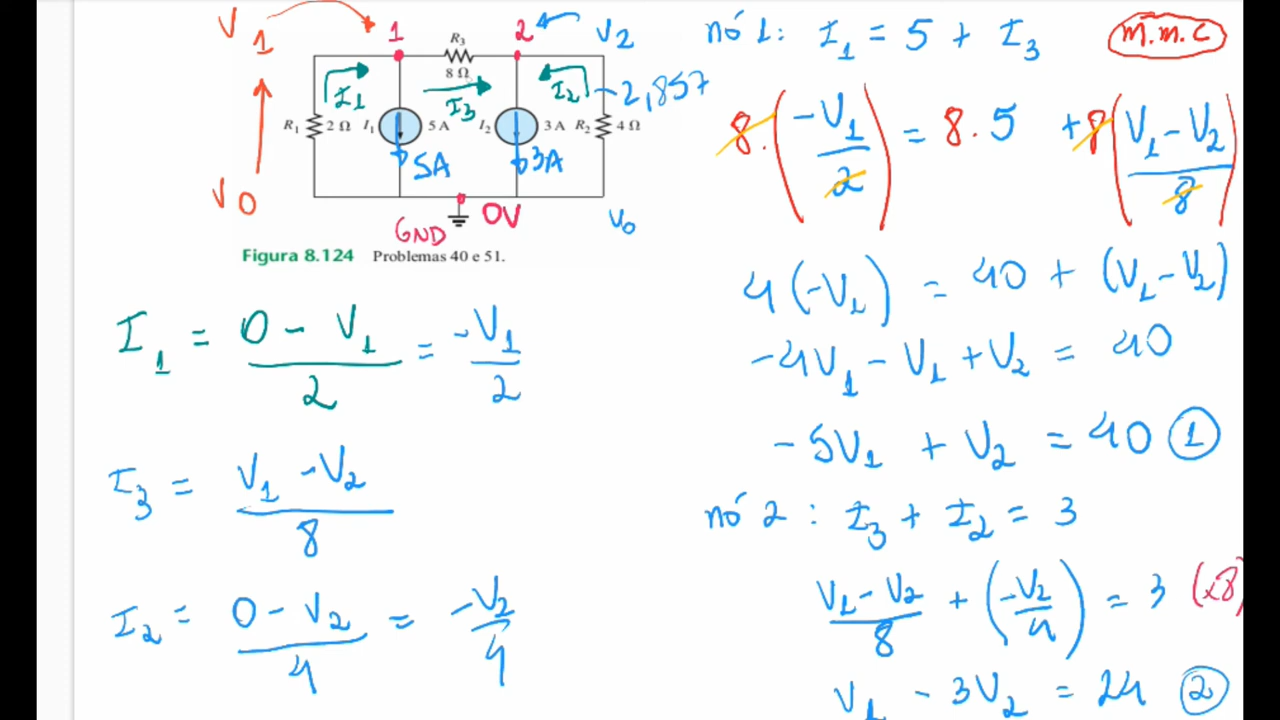 V1
1
R3
8 Ω
2
V2
R1 2 Ω I1 5 A I2 3 A R2 4 Ω
I1
I3
I2
-2,857
5A
3A
V0
GND
0V
V0
Figura 8.124 Problemas 40 e 51.
I1 = 0 - V1 / 2 = -V1 / 2
I3 = V1 - V2 / 8
I2 = 0 - V2 / 4 = -V2 / 4
nó 1: I1 = 5 + I3
m.m.c
8.(-V1 / 2) = 8.5 + 8(V1 - V2 / 8)
4(-V1) = 40 + (V1 - V2)
-4V1 - V1 + V2 = 40
-5V1 + V2 = 40 1
nó 2: I3 + I2 = 3
V1 - V2 / 8 + (-V2 / 4) = 3 (x8)
V1 - 3V2 = 24 2